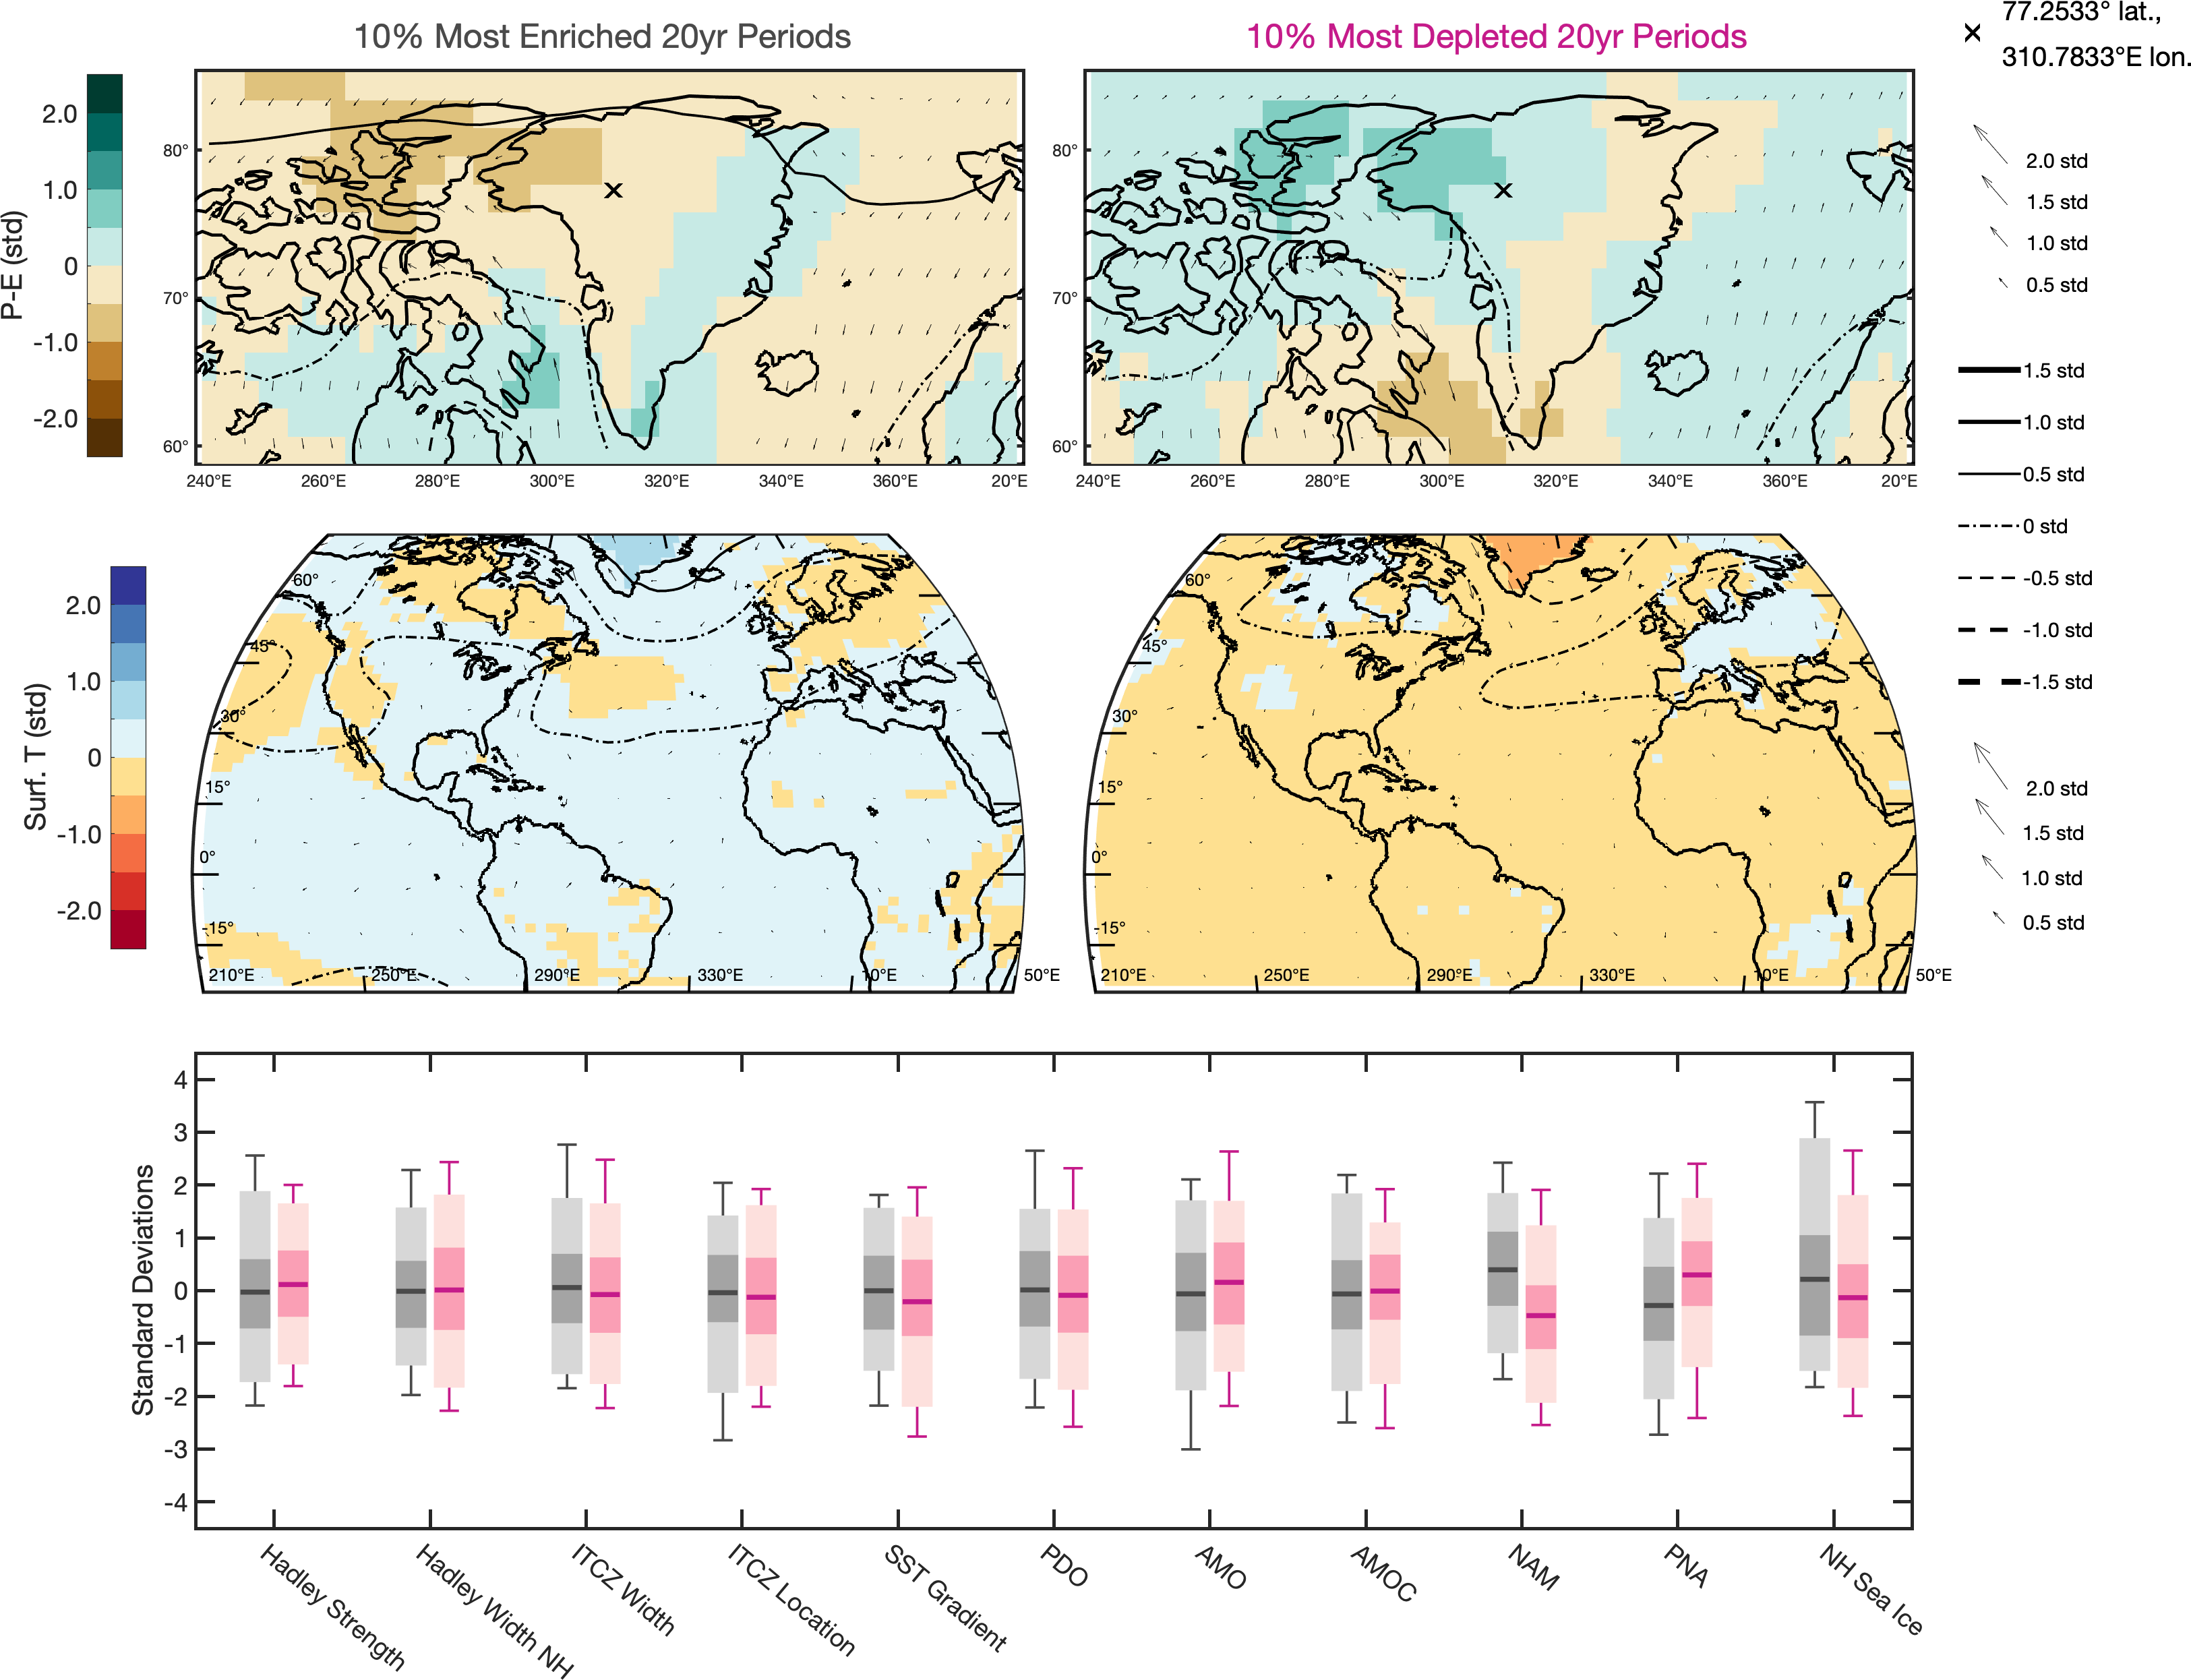 10% Most Enriched 20yr Periods
10% Most Depleted 20yr Periods
77.2533° lat.,
310.7833°E lon.
P-E (std)
2.0
1.0
0
-1.0
-2.0
80°
70°
60°
240°E 260°E 280°E 300°E 320°E 340°E 360°E 20°E
80°
70°
60°
240°E 260°E 280°E 300°E 320°E 340°E 360°E 20°E
2.0 std
1.5 std
1.0 std
0.5 std
1.5 std
1.0 std
0.5 std
0 std
-0.5 std
-1.0 std
-1.5 std
2.0 std
1.5 std
1.0 std
0.5 std
Surf. T (std)
2.0
1.0
0
-1.0
-2.0
60°
45°
30°
15°
0°
-15°
210°E 250°E 290°E 330°E 10°E 50°E
60°
45°
30°
15°
0°
-15°
210°E 250°E 290°E 330°E 10°E 50°E
Standard Deviations
4
3
2
1
0
-1
-2
-3
-4
Hadley Strength
Hadley Width NH
ITCZ Width
ITCZ Location
SST Gradient
PDO
AMO
AMOC
NAM
PNA
NH Sea Ice